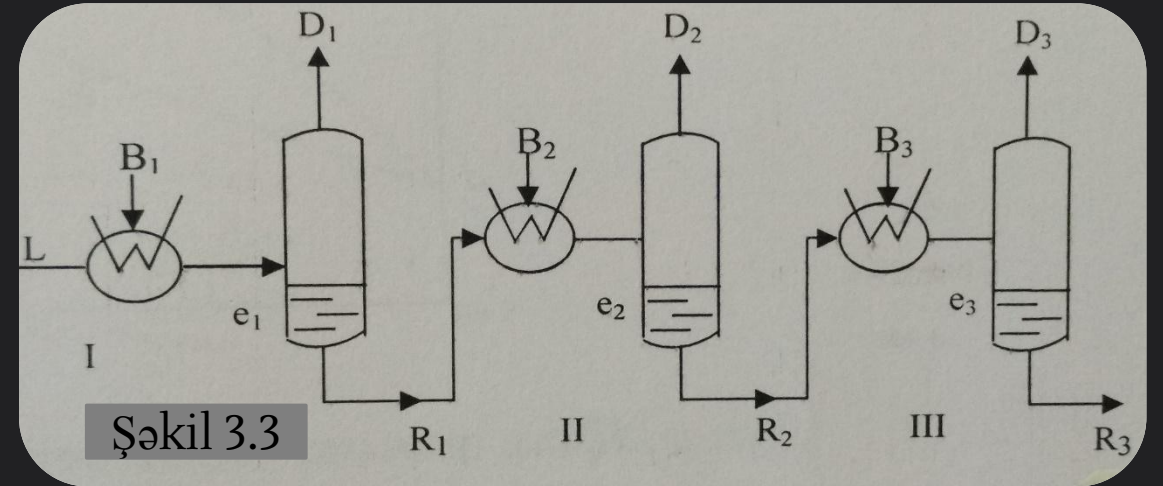 D₁
D₂
D₃
B₁
B₂
B₃
L
e₁
e₂
e₃
I
II
III
R₁
R₂
R₃
Şəkil 3.3